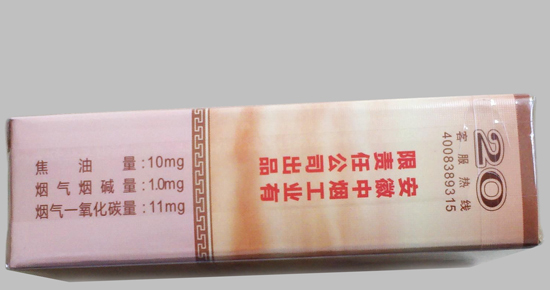 焦油量:10mg
烟气烟碱量:1.0mg
烟气一氧化碳量:11mg
安徽中烟工业有
限责任公司出品
20
客服热线
4008389315